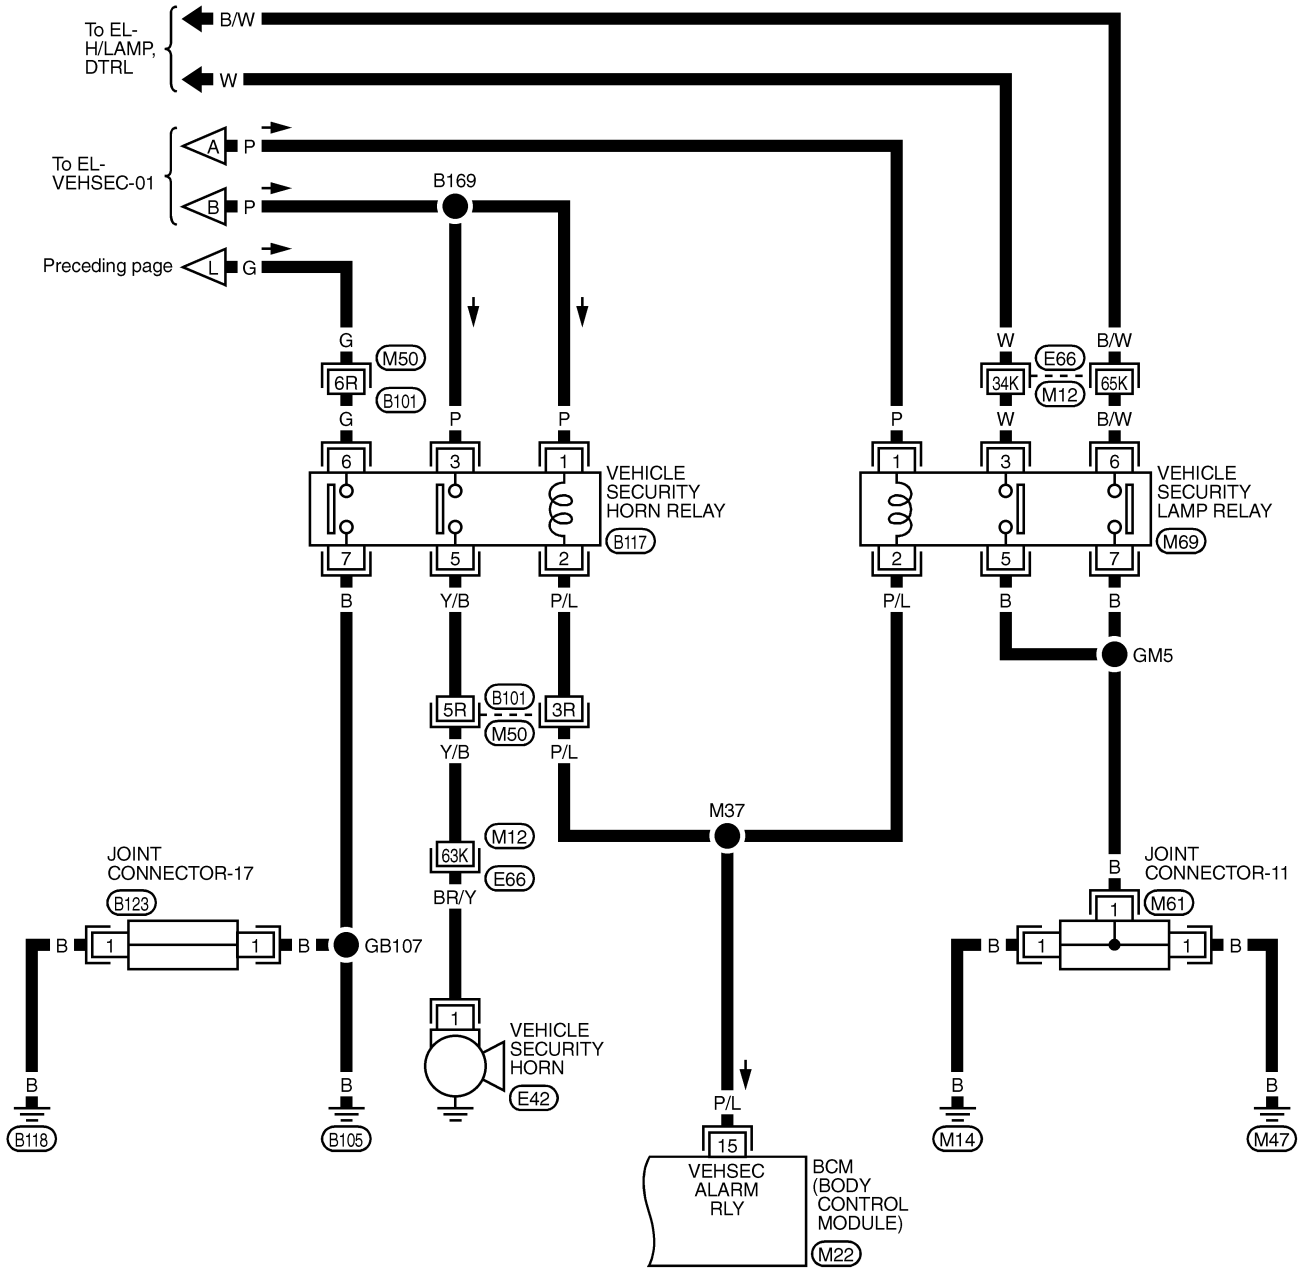 To EL-
H/LAMP,
DTRL
B/W
W
To EL-
VEHSEC-01
A P
B P
B169
Preceding page
L G
G
M50
6R
B101
G
P
P
P
W
B/W
E66
34K
65K
M12
W
B/W
6
3
1
VEHICLE
SECURITY
HORN RELAY
B117
7
5
2
1
3
6
VEHICLE
SECURITY
LAMP RELAY
M69
2
5
7
B
Y/B
P/L
P/L
B
B
GM5
5R
B101
M50
3R
Y/B
P/L
M37
M12
63K
E66
BR/Y
JOINT
CONNECTOR-17
B123
B
1
1
B
GB107
B
JOINT
CONNECTOR-11
M61
1
B
1
1
B
1
VEHICLE
SECURITY
HORN
E42
B
B118
B
B105
P/L
15
VEHSEC
ALARM
RLY
BCM
(BODY
CONTROL
MODULE)
M22
B
M14
B
M47